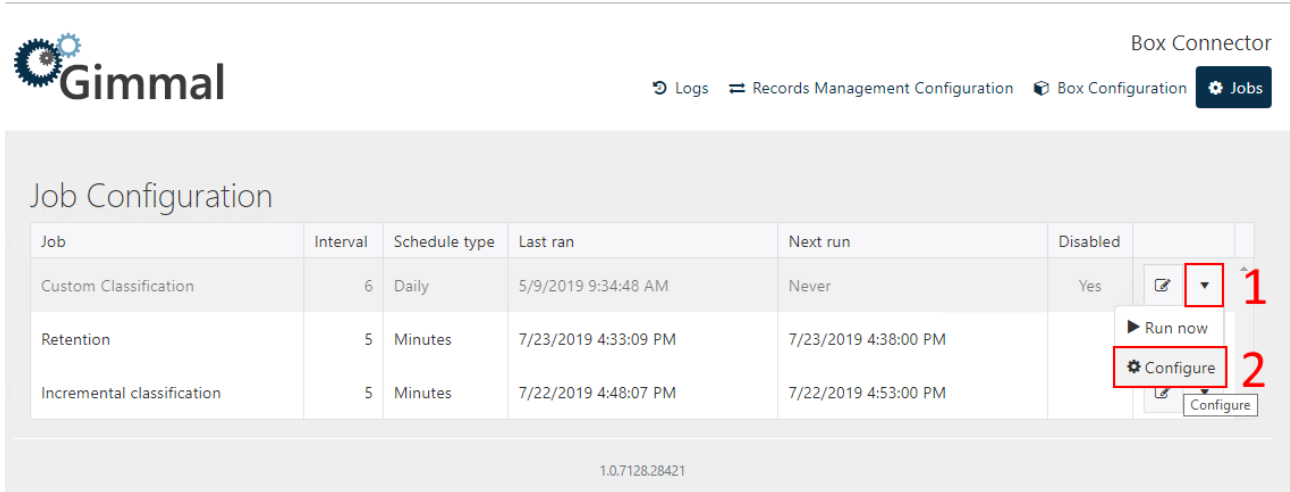 Box Connector
Gimmal
Logs Records Management Configuration Box Configuration Jobs
Job Configuration
Job Interval Schedule type Last ran Next run Disabled
Custom Classification 6 Daily 5/9/2019 9:34:48 AM Never Yes 1
Retention 5 Minutes 7/23/2019 4:33:09 PM 7/23/2019 4:38:00 PM
Run now
Configure 2
Incremental classification 5 Minutes 7/22/2019 4:48:07 PM 7/22/2019 4:53:00 PM
Configure
1.0.7128.28421